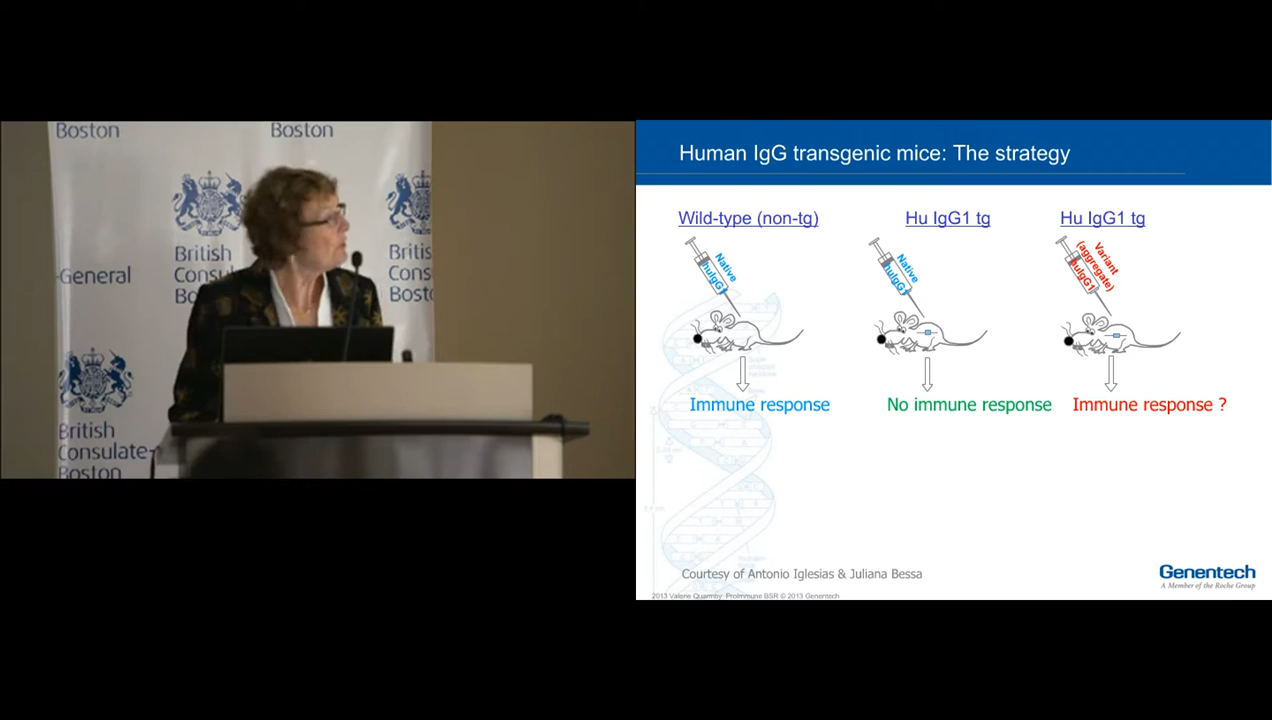 Boston
Boston
British
Consul
Bo
British
Cons
Bost
General
British
Consulate-
Boston
Human IgG transgenic mice: The strategy
Wild-type (non-tg)
Hu IgG1 tg
Hu IgG1 tg
Native
huIgG1
Native
huIgG1
Variant
(aggregate)
huIgG1
Immune response
No immune response
Immune response ?
Courtesy of Antonio Iglesias & Juliana Bessa
Genentech
A Member of the Roche Group
2013 Valerie Quarmby ProImmune BSR © 2013 Genentech